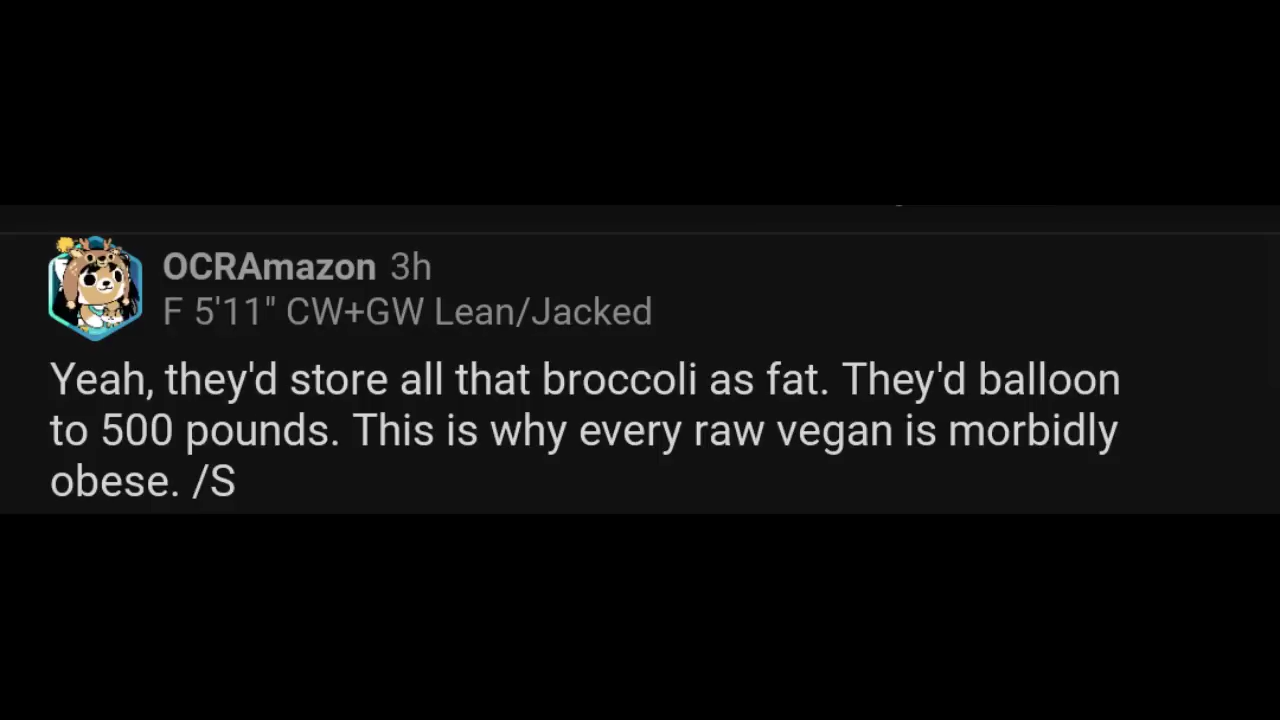 OCRAmazon 3h
F 5'11" CW+GW Lean/Jacked
Yeah, they'd store all that broccoli as fat. They'd balloon
to 500 pounds. This is why every raw vegan is morbidly
obese. /S